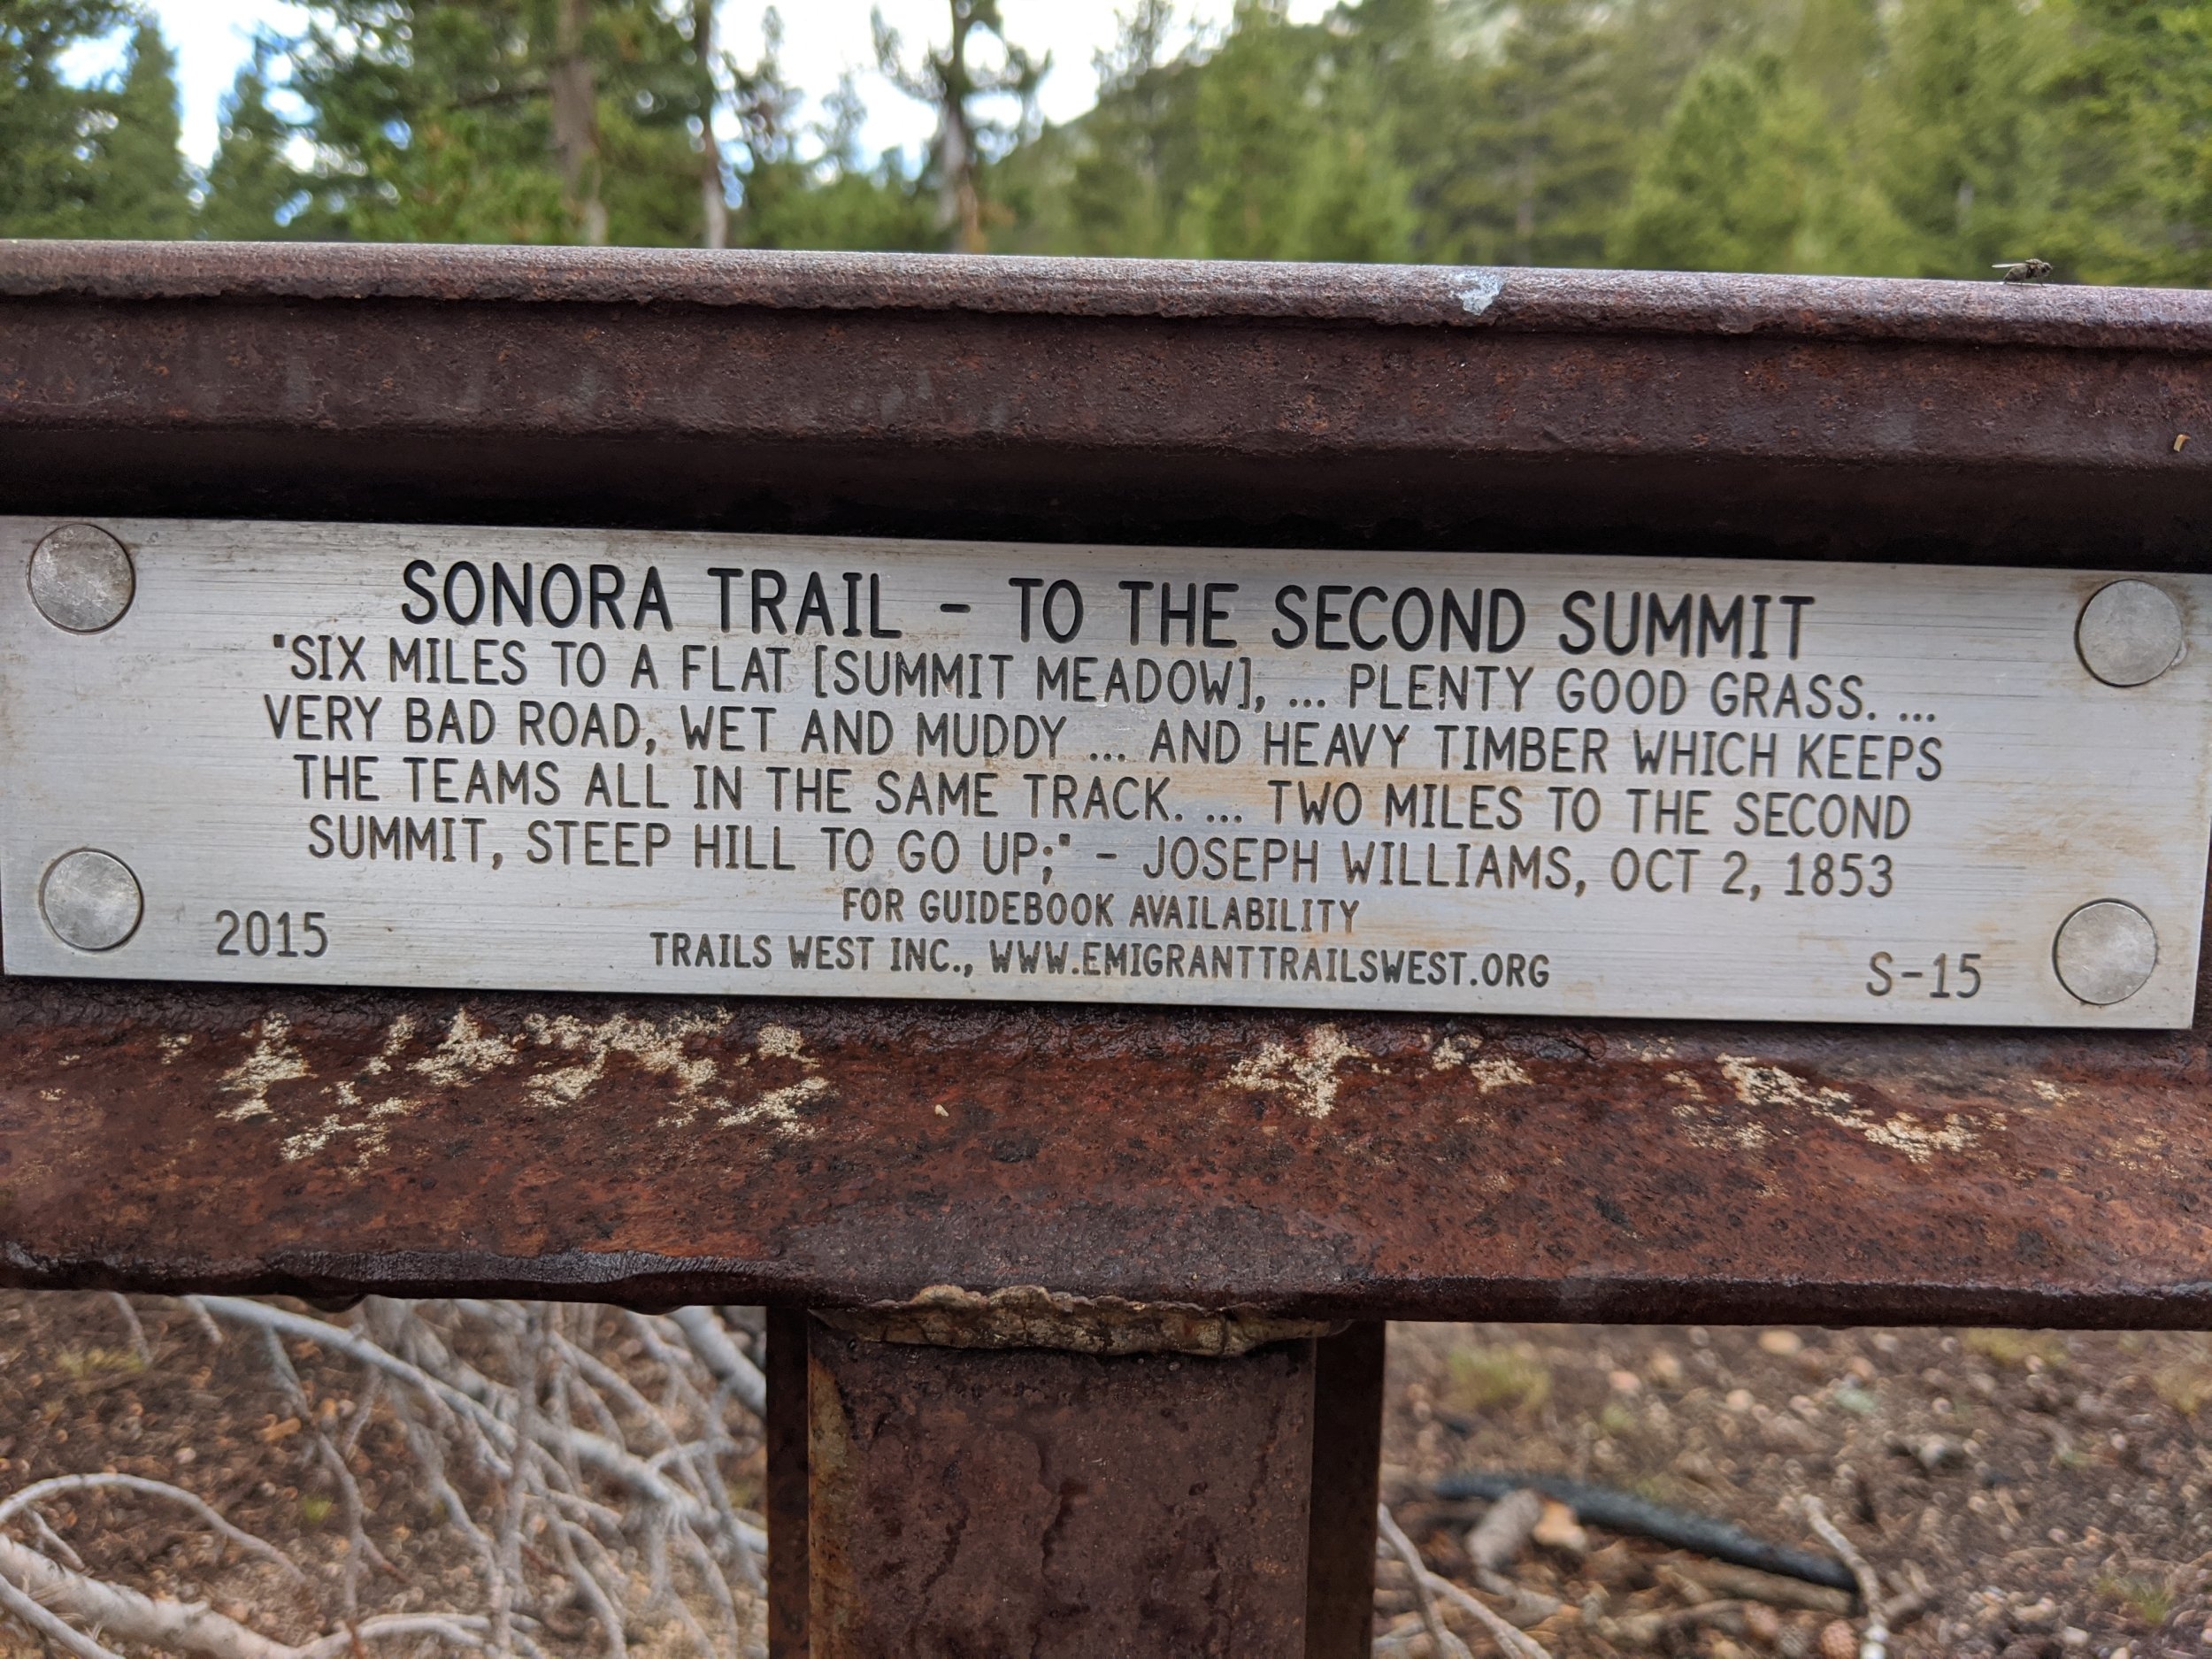 SONORA TRAIL - TO THE SECOND SUMMIT
"SIX MILES TO A FLAT [SUMMIT MEADOW], ... PLENTY GOOD GRASS. ...
VERY BAD ROAD, WET AND MUDDY ... AND HEAVY TIMBER WHICH KEEPS
THE TEAMS ALL IN THE SAME TRACK. ... TWO MILES TO THE SECOND
SUMMIT, STEEP HILL TO GO UP;" - JOSEPH WILLIAMS, OCT 2, 1853
FOR GUIDEBOOK AVAILABILITY
2015 TRAILS WEST INC., WWW.EMIGRANTTRAILSWEST.ORG S-15